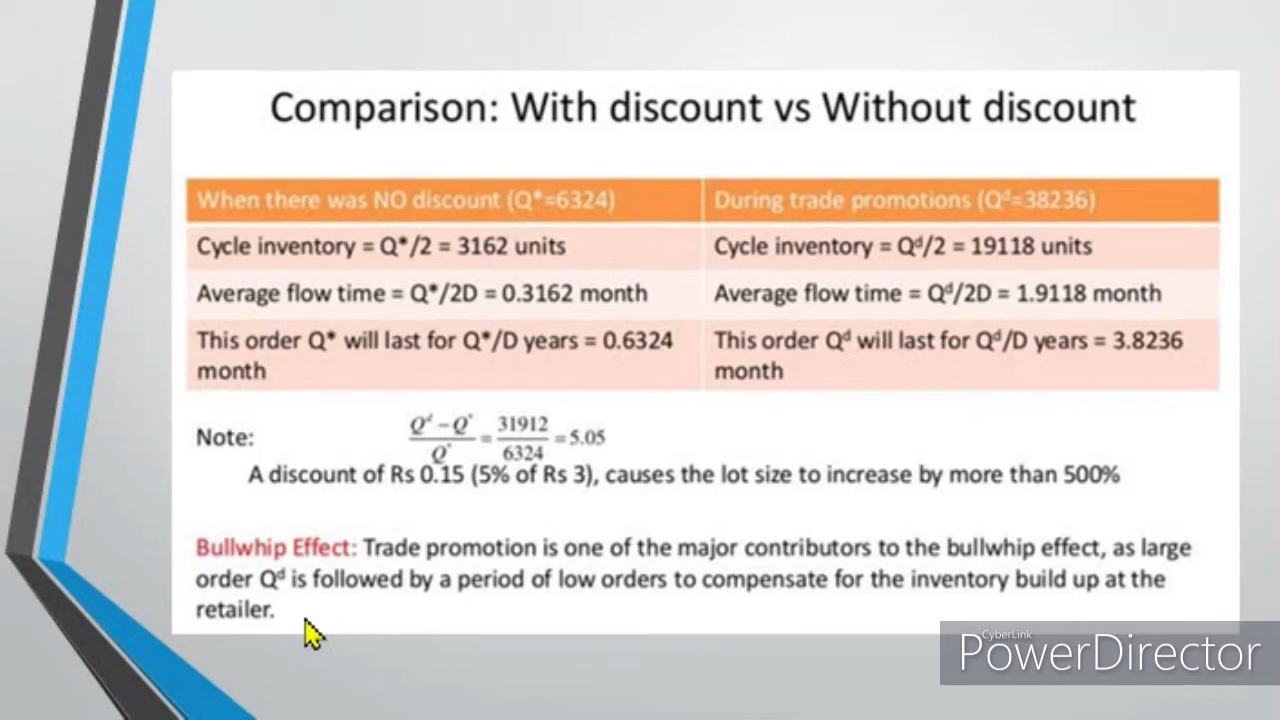 Comparison: With discount vs Without discount
When there was NO discount (Q*=6324)
During trade promotions (Qᵈ=38236)
Cycle inventory = Q*/2 = 3162 units
Cycle inventory = Qᵈ/2 = 19118 units
Average flow time = Q*/2D = 0.3162 month
Average flow time = Qᵈ/2D = 1.9118 month
This order Q* will last for Q*/D years = 0.6324
month
This order Qᵈ will last for Qᵈ/D years = 3.8236
month
Note:
Qᵈ − Q* / Q* = 31912 / 6324 = 5.05
A discount of Rs 0.15 (5% of Rs 3), causes the lot size to increase by more than 500%
Bullwhip Effect: Trade promotion is one of the major contributors to the bullwhip effect, as large
order Qᵈ is followed by a period of low orders to compensate for the inventory build up at the
retailer.
CyberLink
PowerDirector